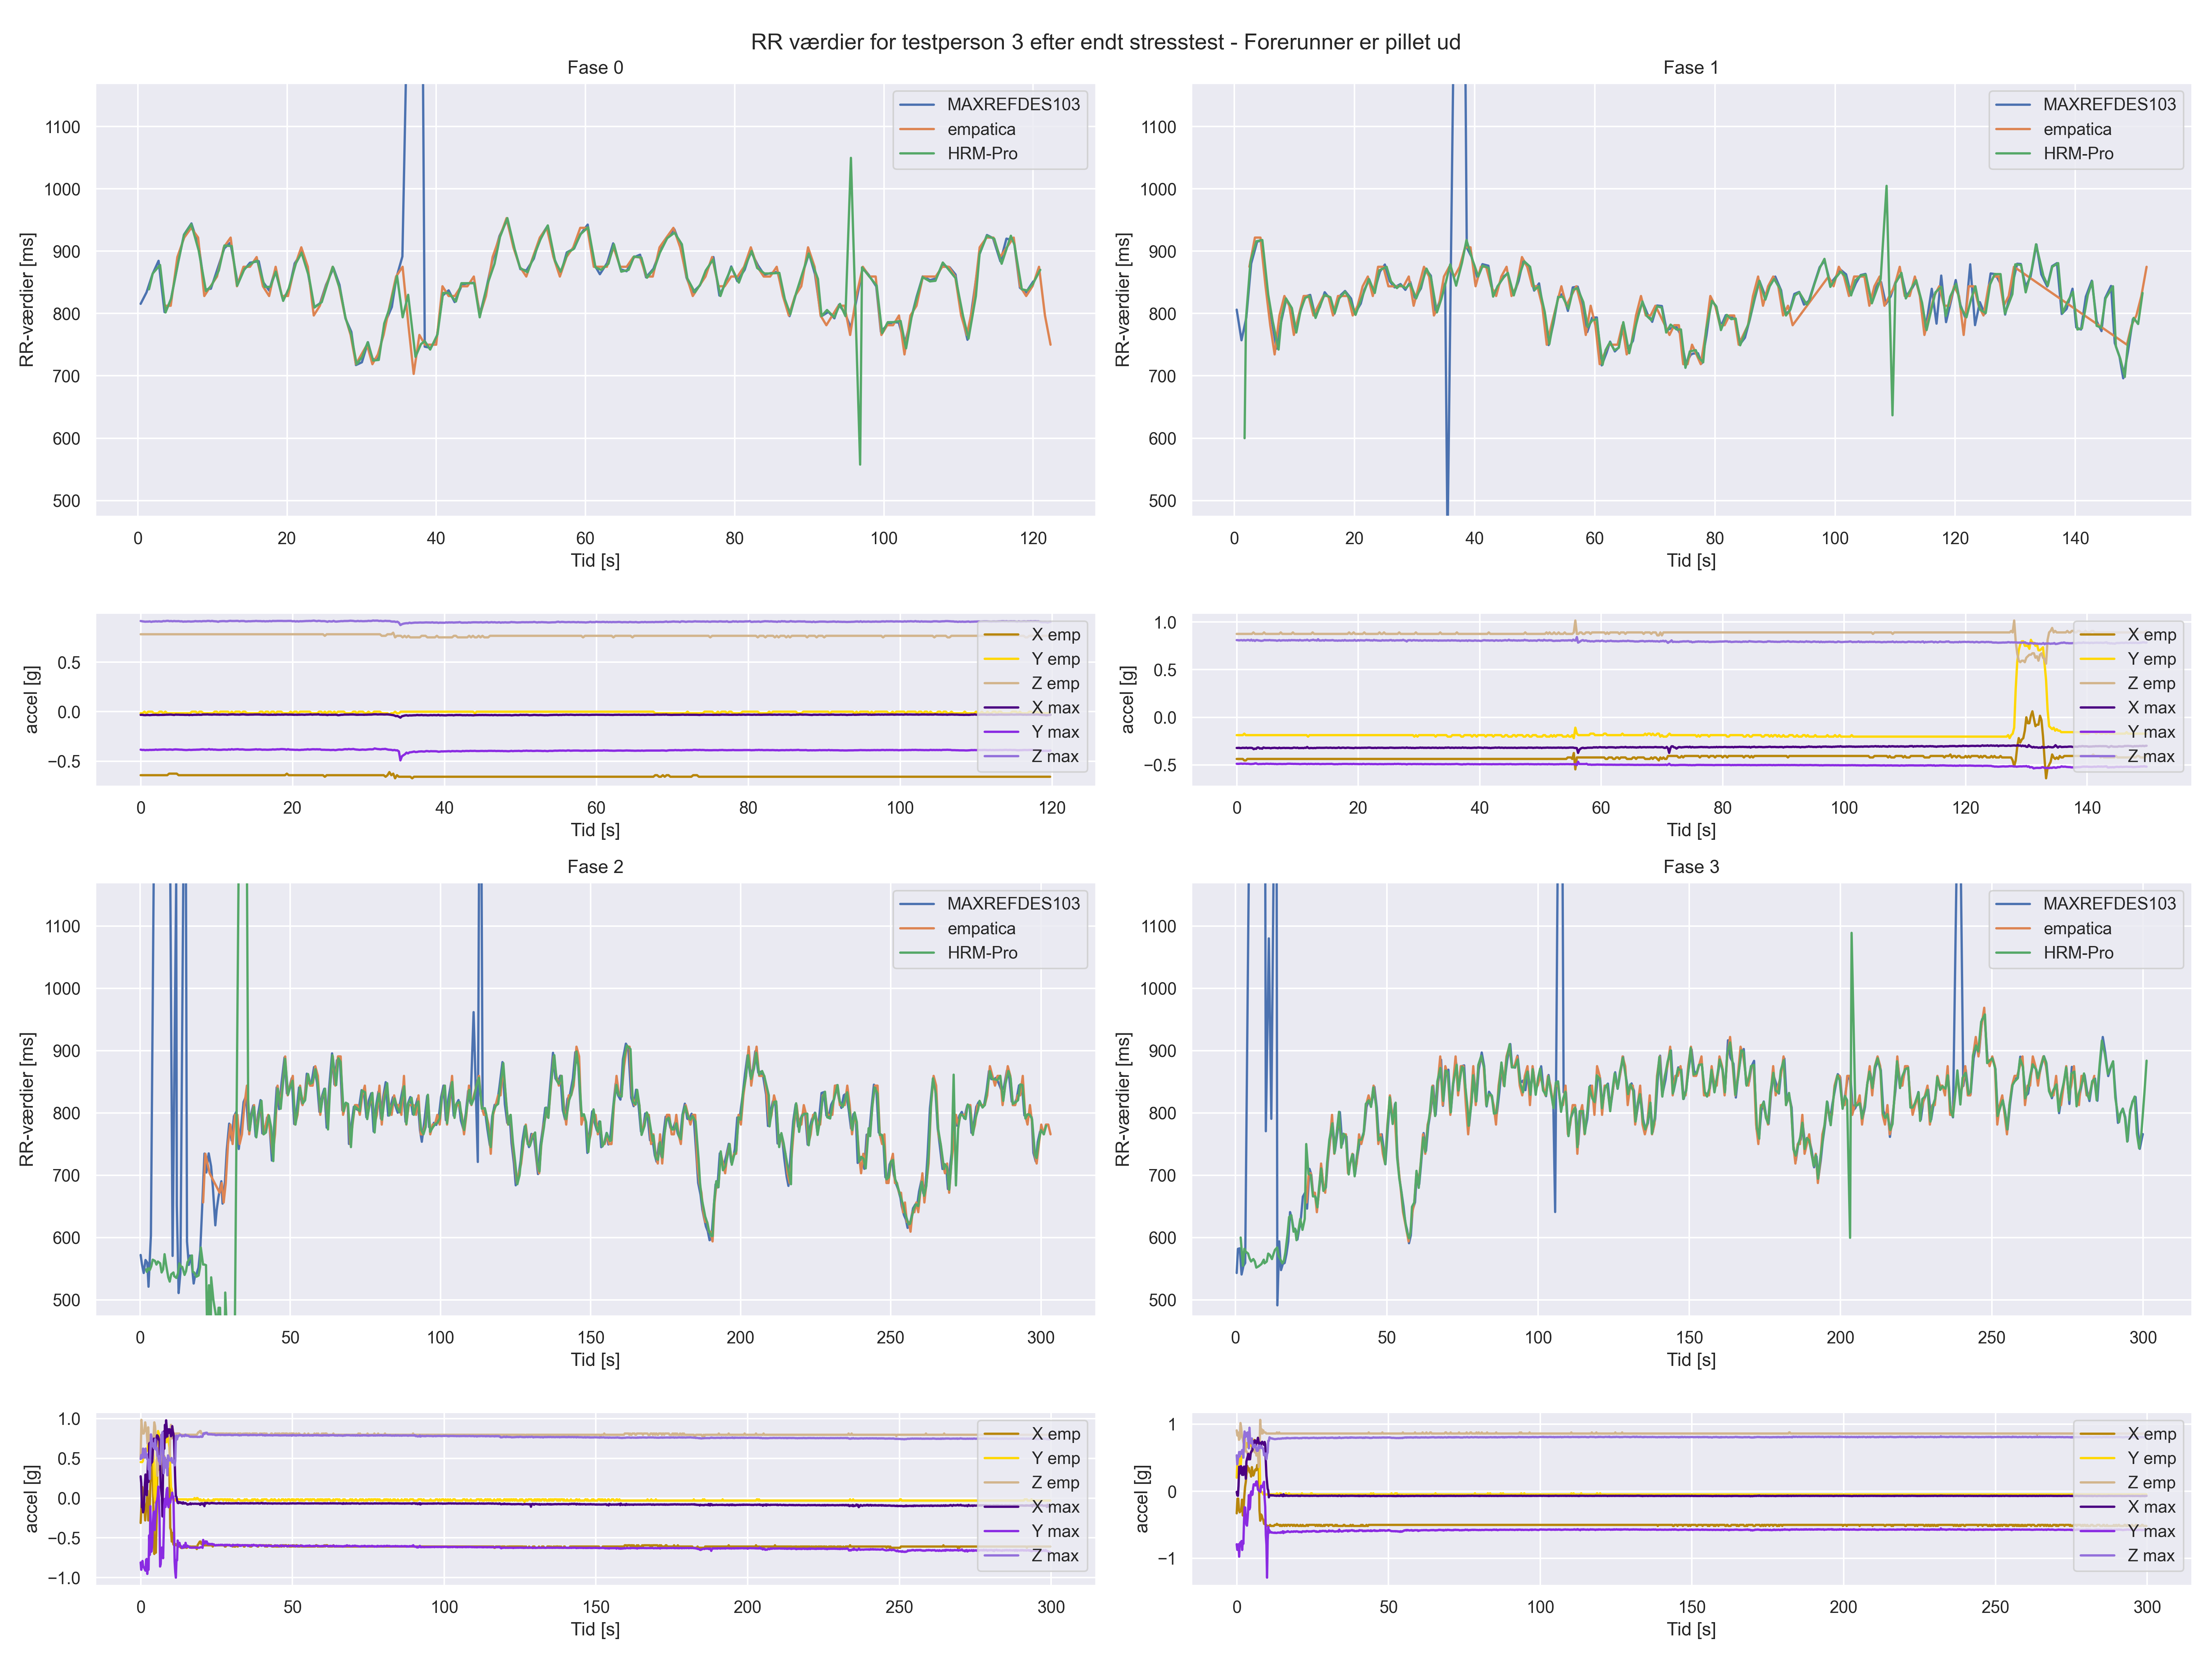 RR værdier for testperson 3 efter endt stresstest - Forerunner er pillet ud
Fase 0
RR-værdier [ms]
1100
1000
900
800
700
600
500
MAXREFDES103
empatica
HRM-Pro
0 20 40 60 80 100 120
Tid [s]
Fase 1
RR-værdier [ms]
1100
1000
900
800
700
600
500
MAXREFDES103
empatica
HRM-Pro
0 20 40 60 80 100 120 140
Tid [s]
accel [g]
0.5
0.0
−0.5
X emp
Y emp
Z emp
X max
Y max
Z max
0 20 40 60 80 100 120
Tid [s]
accel [g]
1.0
0.5
0.0
−0.5
X emp
Y emp
Z emp
X max
Y max
Z max
0 20 40 60 80 100 120 140
Tid [s]
Fase 2
RR-værdier [ms]
1100
1000
900
800
700
600
500
MAXREFDES103
empatica
HRM-Pro
0 50 100 150 200 250 300
Tid [s]
Fase 3
RR-værdier [ms]
1100
1000
900
800
700
600
500
MAXREFDES103
empatica
HRM-Pro
0 50 100 150 200 250 300
Tid [s]
accel [g]
1.0
0.5
0.0
−0.5
−1.0
X emp
Y emp
Z emp
X max
Y max
Z max
0 50 100 150 200 250 300
Tid [s]
accel [g]
1
0
−1
X emp
Y emp
Z emp
X max
Y max
Z max
0 50 100 150 200 250 300
Tid [s]